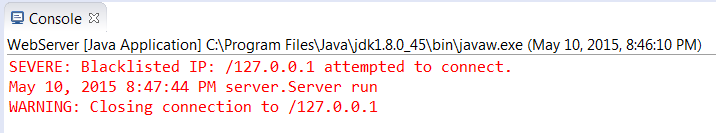 Console
WebServer [Java Application] C:\Program Files\Java\jdk1.8.0_45\bin\javaw.exe (May 10, 2015, 8:46:10 PM)
SEVERE: Blacklisted IP: /127.0.0.1 attempted to connect.
May 10, 2015 8:47:44 PM server.Server run
WARNING: Closing connection to /127.0.0.1